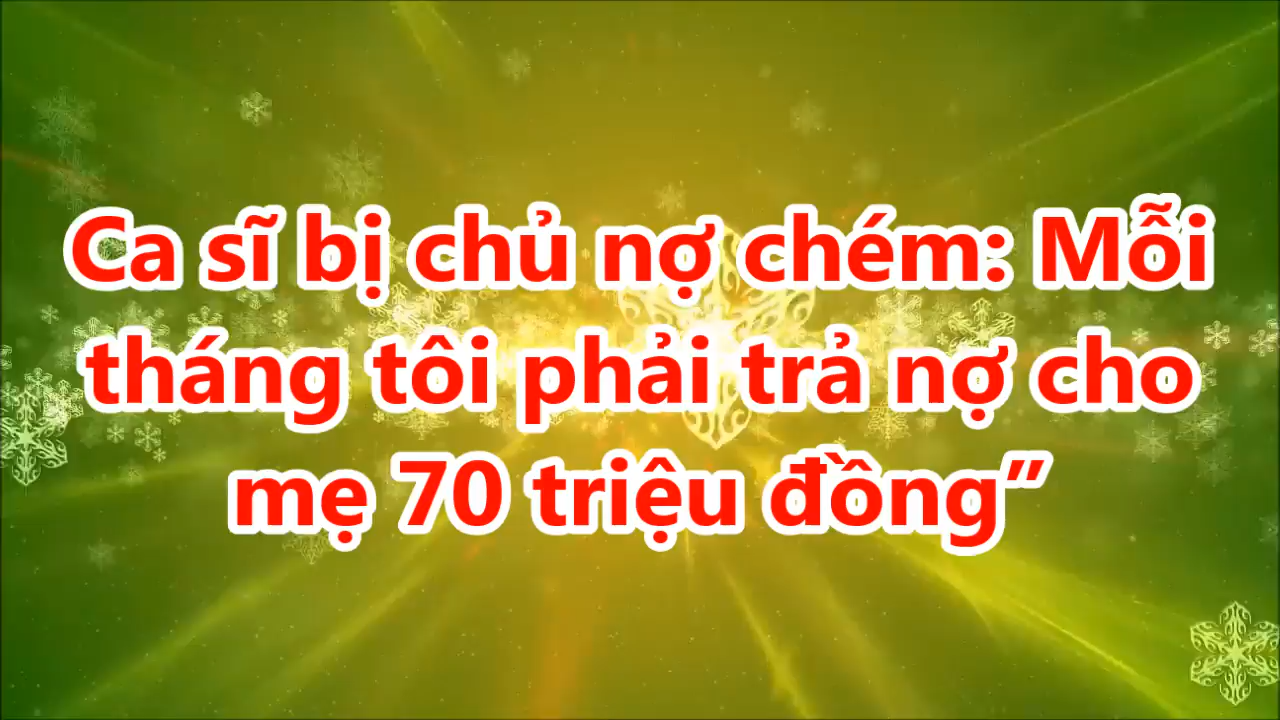 Ca sĩ bị chủ nợ chém: Mỗi
tháng tôi phải trả nợ cho
mẹ 70 triệu đồng”